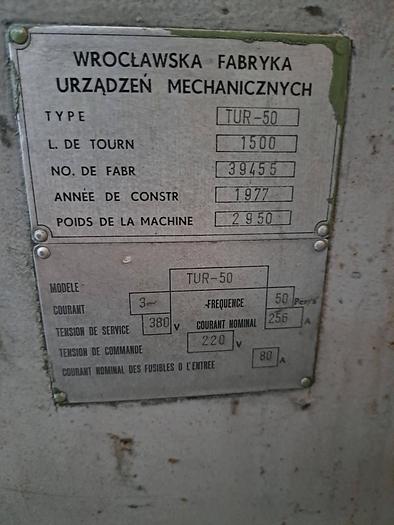 WROCŁAWSKA FABRYKA
URZĄDZEŃ MECHANICZNYCH
TYPE TUR-50
L. DE TOURN 1500
NO. DE FABR 39455
ANNÉE DE CONSTR 1977
POIDS DE LA MACHINE 2950
MODELE TUR-50
COURANT 3~ FREQUENCE 50 Per/s
TENSION DE SERVICE 380 V COURANT NOMINAL 256 A
TENSION DE COMMANDE 220 V
COURANT NOMINAL DES FUSIBLES O L'ENTREE 80 A